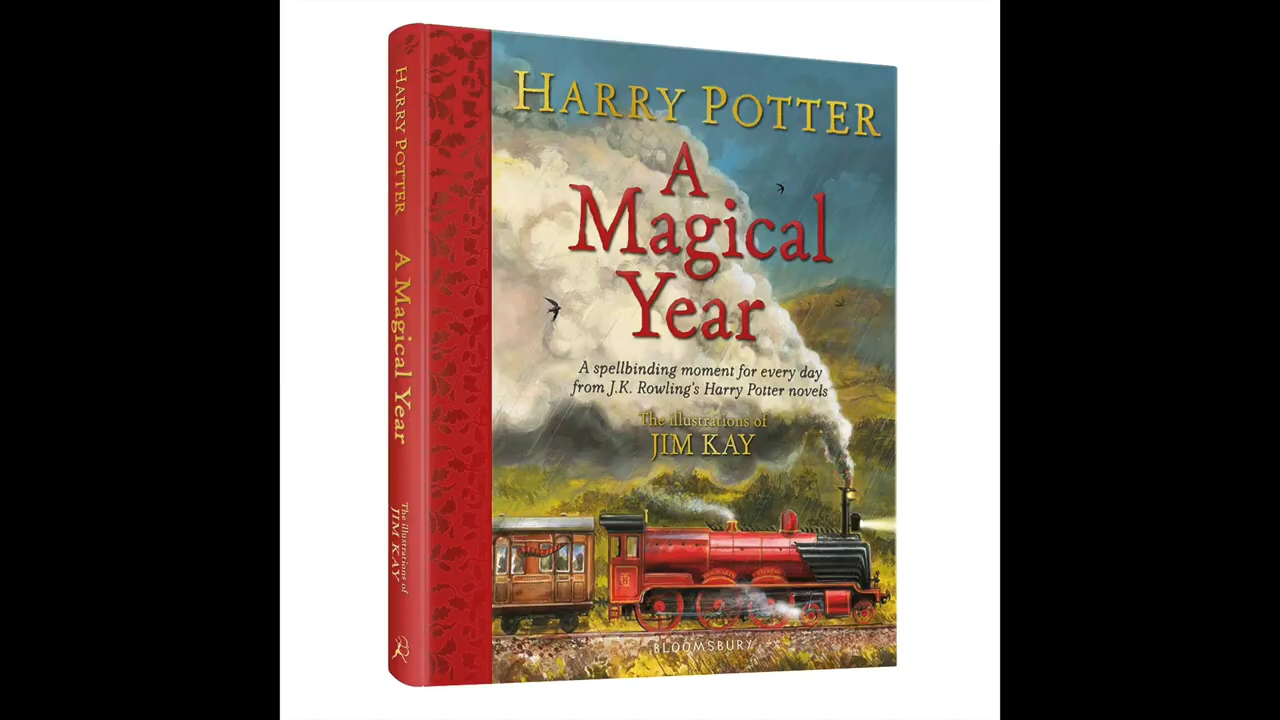 HARRY POTTER
A
Magical
Year
A spellbinding moment for every day
from J.K. Rowling's Harry Potter novels
The illustrations of
JIM KAY
BLOOMSBURY
HARRY POTTER
A Magical Year
The illustrations of
JIM KAY